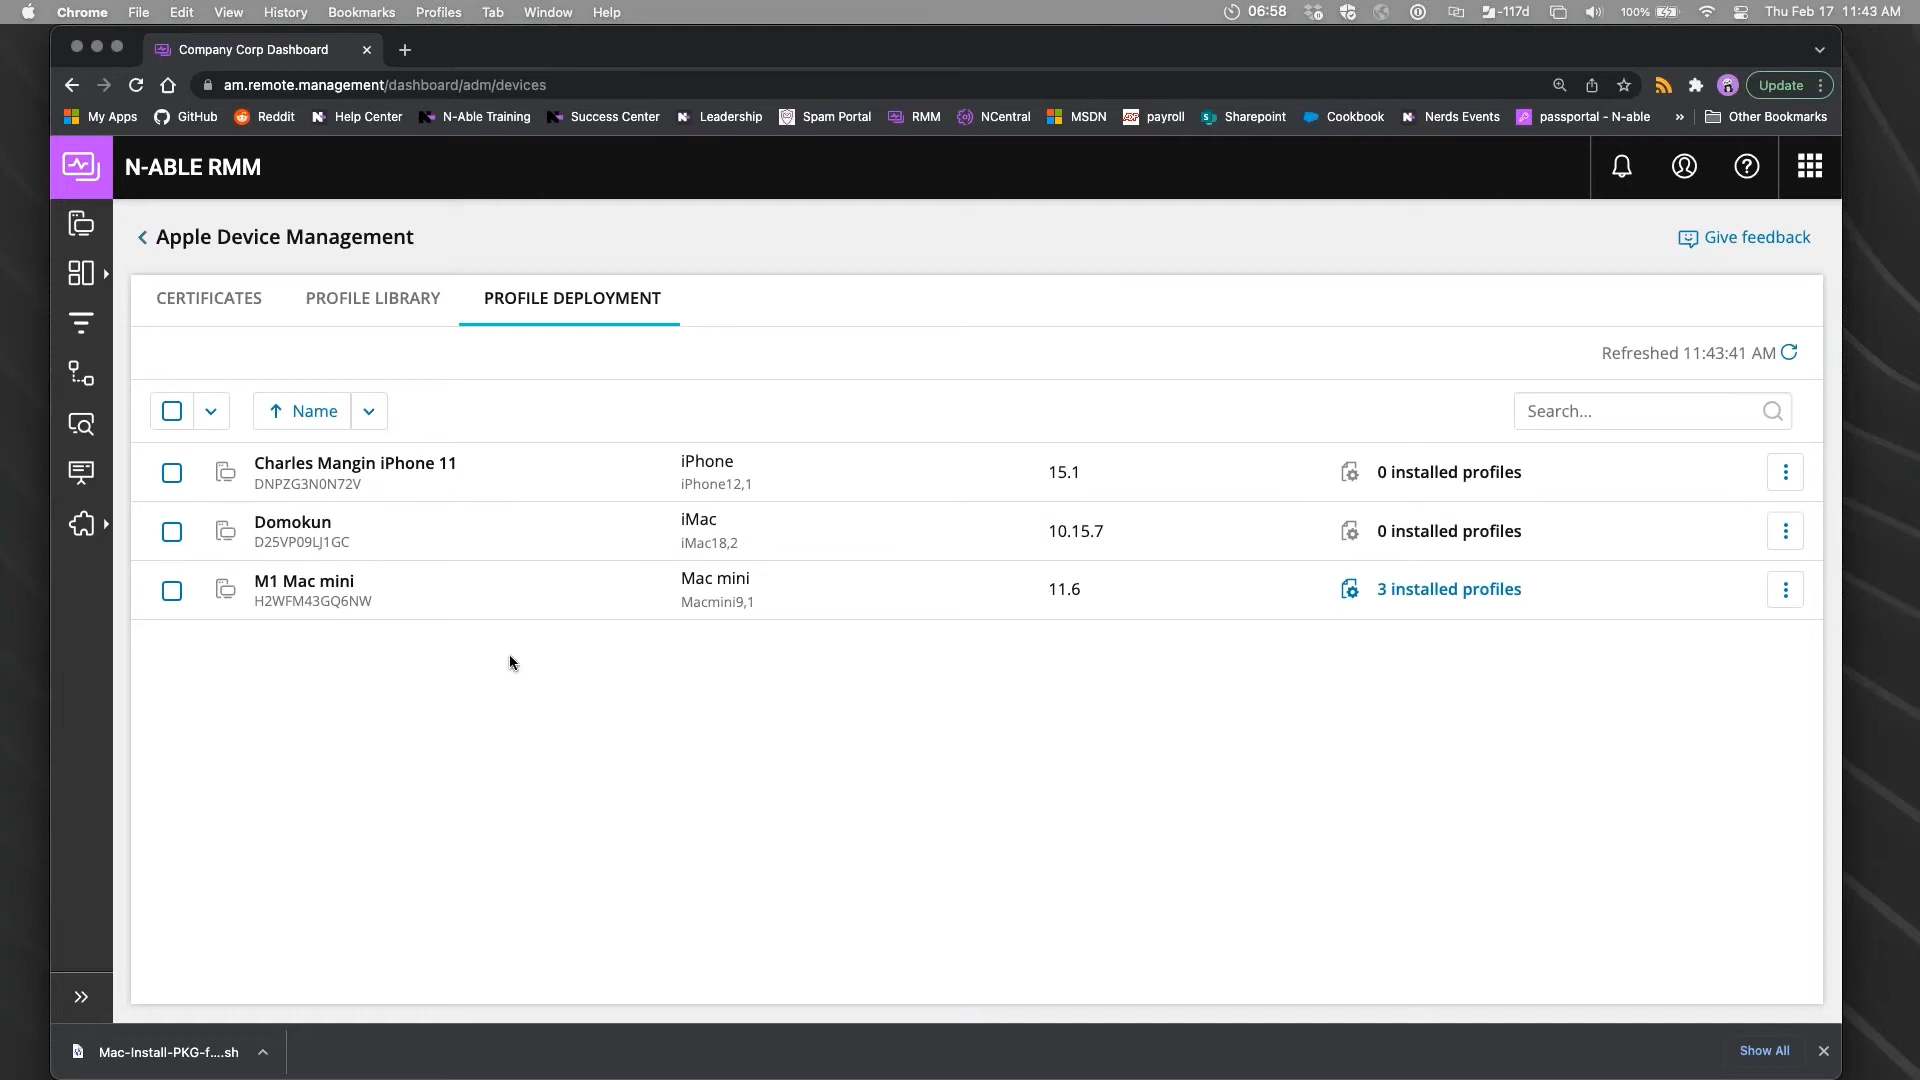 Chrome File Edit View History Bookmarks Profiles Tab Window Help 06:58 -117d 100% Thu Feb 17 11:43 AM
Company Corp Dashboard
am.remote.management/dashboard/adm/devices Update
My Apps GitHub Reddit Help Center N-Able Training Success Center Leadership Spam Portal RMM NCentral MSDN payroll Sharepoint Cookbook Nerds Events passportal - N-able » Other Bookmarks
N-ABLE RMM
Apple Device Management Give feedback
CERTIFICATES PROFILE LIBRARY PROFILE DEPLOYMENT
Refreshed 11:43:41 AM
Name Search...
Charles Mangin iPhone 11 iPhone 15.1 0 installed profiles
DNPZG3N0N72V iPhone12,1
Domokun iMac 10.15.7 0 installed profiles
D25VP09LJ1GC iMac18,2
M1 Mac mini Mac mini 11.6 3 installed profiles
H2WFM43GQ6NW Macmini9,1
Mac-Install-PKG-f....sh Show All